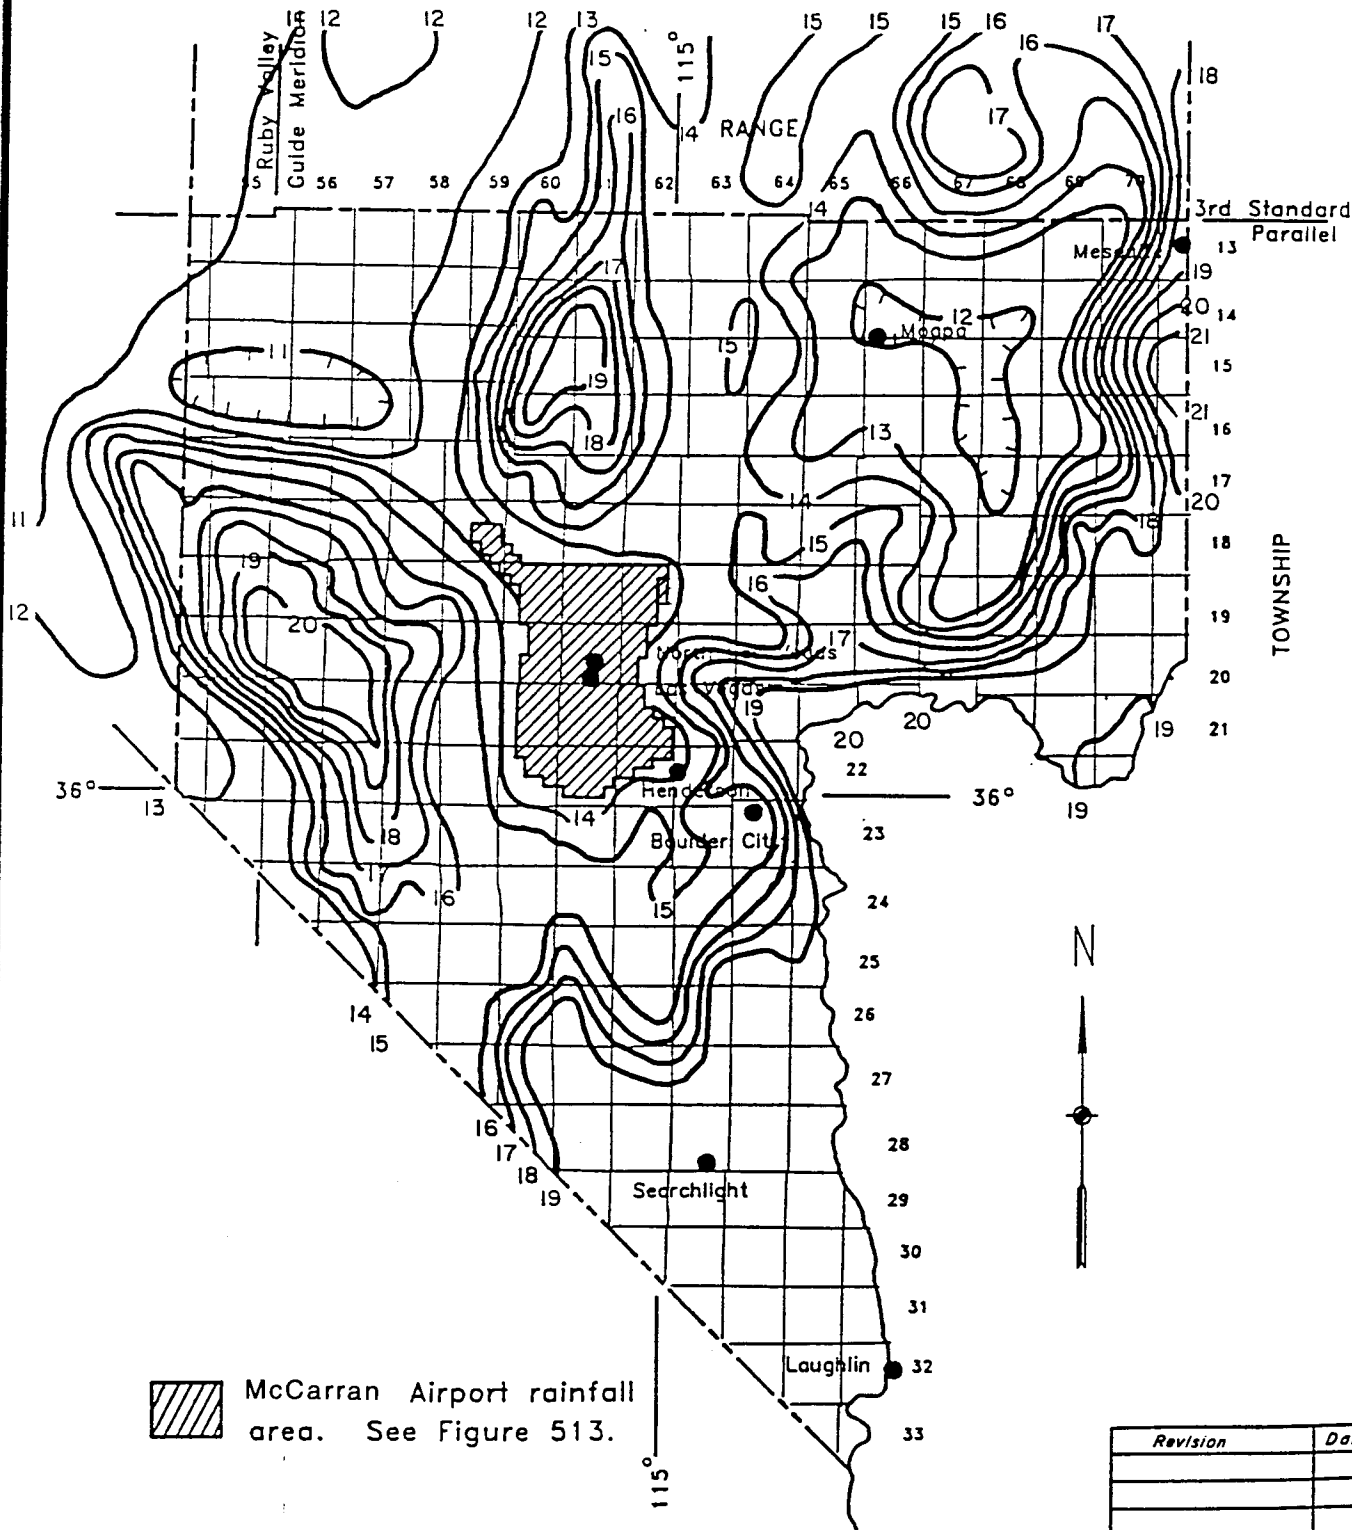 12 12 12 13 15 15 15 16 17
Ruby Valley
Guide Meridian
115°
15 16 18
16 17
14 RANGE
56 57 58 59 60 62 63 64 65 66 67 68
14
3rd Standard
Parallel
13
17 19
12 20 14
Moapa 21
11 15 15
19
21
13 16
18
17
14 20
11 18
15 18
19 16
12 19
20 17
TOWNSHIP
20
19 20 19 21
20
22
36° 36°
13 Henderson 19
14 23
18 Boulder City
16 24
15
N
25
14 26
15
27
16 28
17
18
19 Searchlight 29
30
31
Laughlin 32
McCarran Airport rainfall
area. See Figure 513.
33
115°
Revision